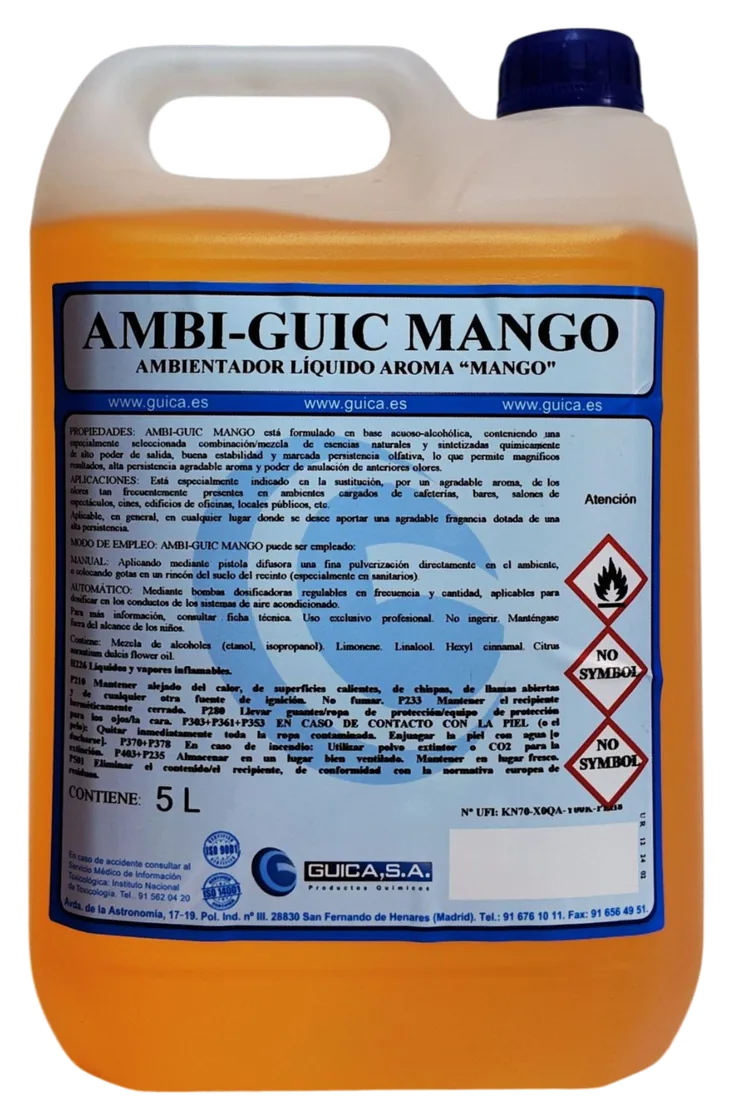 AMBI-GUIC MANGO
AMBIENTADOR LÍQUIDO AROMA “MANGO"
www.guica.es www.guica.es www.guica.es
PROPIEDADES: AMBI-GUIC MANGO está formulado en base acuoso-alcohólica, conteniendo una
especialmente seleccionada combinación/mezcla de esencias naturales y sintetizadas quimicamente
de alto poder de salida, buena estabilidad y marcada persistencia olfativa, lo que permite magníficos
resultados, alta persistencia agradable aroma y poder de anulación de anteriores olores.
APLICACIONES: Está especialmente indicado en la sustitución, por un agradable aroma, de los
olores tan frecuentemente presentes en ambientes cargados de cafeterías, bares, salones de
espectáculos, cines, edificios de oficinas, locales públicos, etc.
Aplicable, en general, en cualquier lugar donde se desee aportar una agradable fragancia dotada de una
alta persistencia.
MODO DE EMPLEO: AMBI-GUIC MANGO puede ser empleado:
MANUAL: Aplicando mediante pistola difusora una fina pulverización directamente en el ambiente,
o colocando gotas en un rincón del suelo del recinto (especialmente en sanitarios).
AUTOMÁTICO: Mediante bombas dosificadoras regulables en frecuencia y cantidad, aplicables para
dosificar en los conductos de los sistemas de aire acondicionado.
Para más información, consultar ficha técnica. Uso exclusivo profesional. No ingerir. Manténgase
fuera del alcance de los niños.
Contiene: Mezcla de alcoholes (etanol, isopropanol). Limonene. Linalool. Hexyl cinnamal. Citrus
aurantium dulcis flower oil.
H226 Líquidos y vapores inflamables.
P210 Mantener alejado del calor, de superficies calientes, de chispas, de llamas abiertas
y de cualquier otra fuente de ignición. No fumar. P233 Mantener el recipiente
herméticamente cerrado. P280 Llevar guantes/ropa de protección/equipo de protección
para los ojos/la cara. P303+P361+P353 EN CASO DE CONTACTO CON LA PIEL (o el
pelo): Quitar inmediatamente toda la ropa contaminada. Enjuagar la piel con agua [o
ducharse]. P370+P378 En caso de incendio: Utilizar polvo extintor o CO2 para la
extinción. P403+P235 Almacenar en un lugar bien ventilado. Mantener en lugar fresco.
P501 Eliminar el contenido/el recipiente, de conformidad con la normativa europea de
residuos.
Atención
NO
SYMBOL
NO
SYMBOL
CONTIENE: 5 L
Nº UFI: KN70-X0QA-
En caso de accidente consultar al
Servicio Médico de Información
Toxicológica: Instituto Nacional
de Toxicología. Tel.. 91 562 04 20
ISO 9001
ISO 14001
GUICA,S.A.
Productos Químicos
Avda. de la Astronomía, 17-19. Pol. Ind. nº III. 28830 San Fernando de Henares (Madrid). Tel.: 91 676 10 11. Fax: 91 656 49 51.